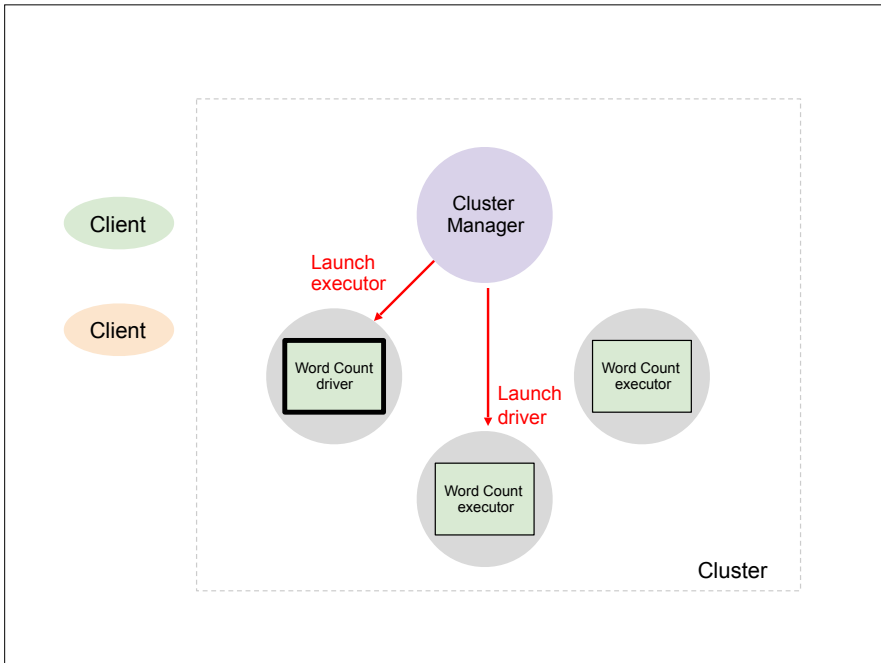 Cluster
Manager
Client
Launch
executor
Client
Word Count
driver
Word Count
executor
Launch
driver
Word Count
executor
Cluster